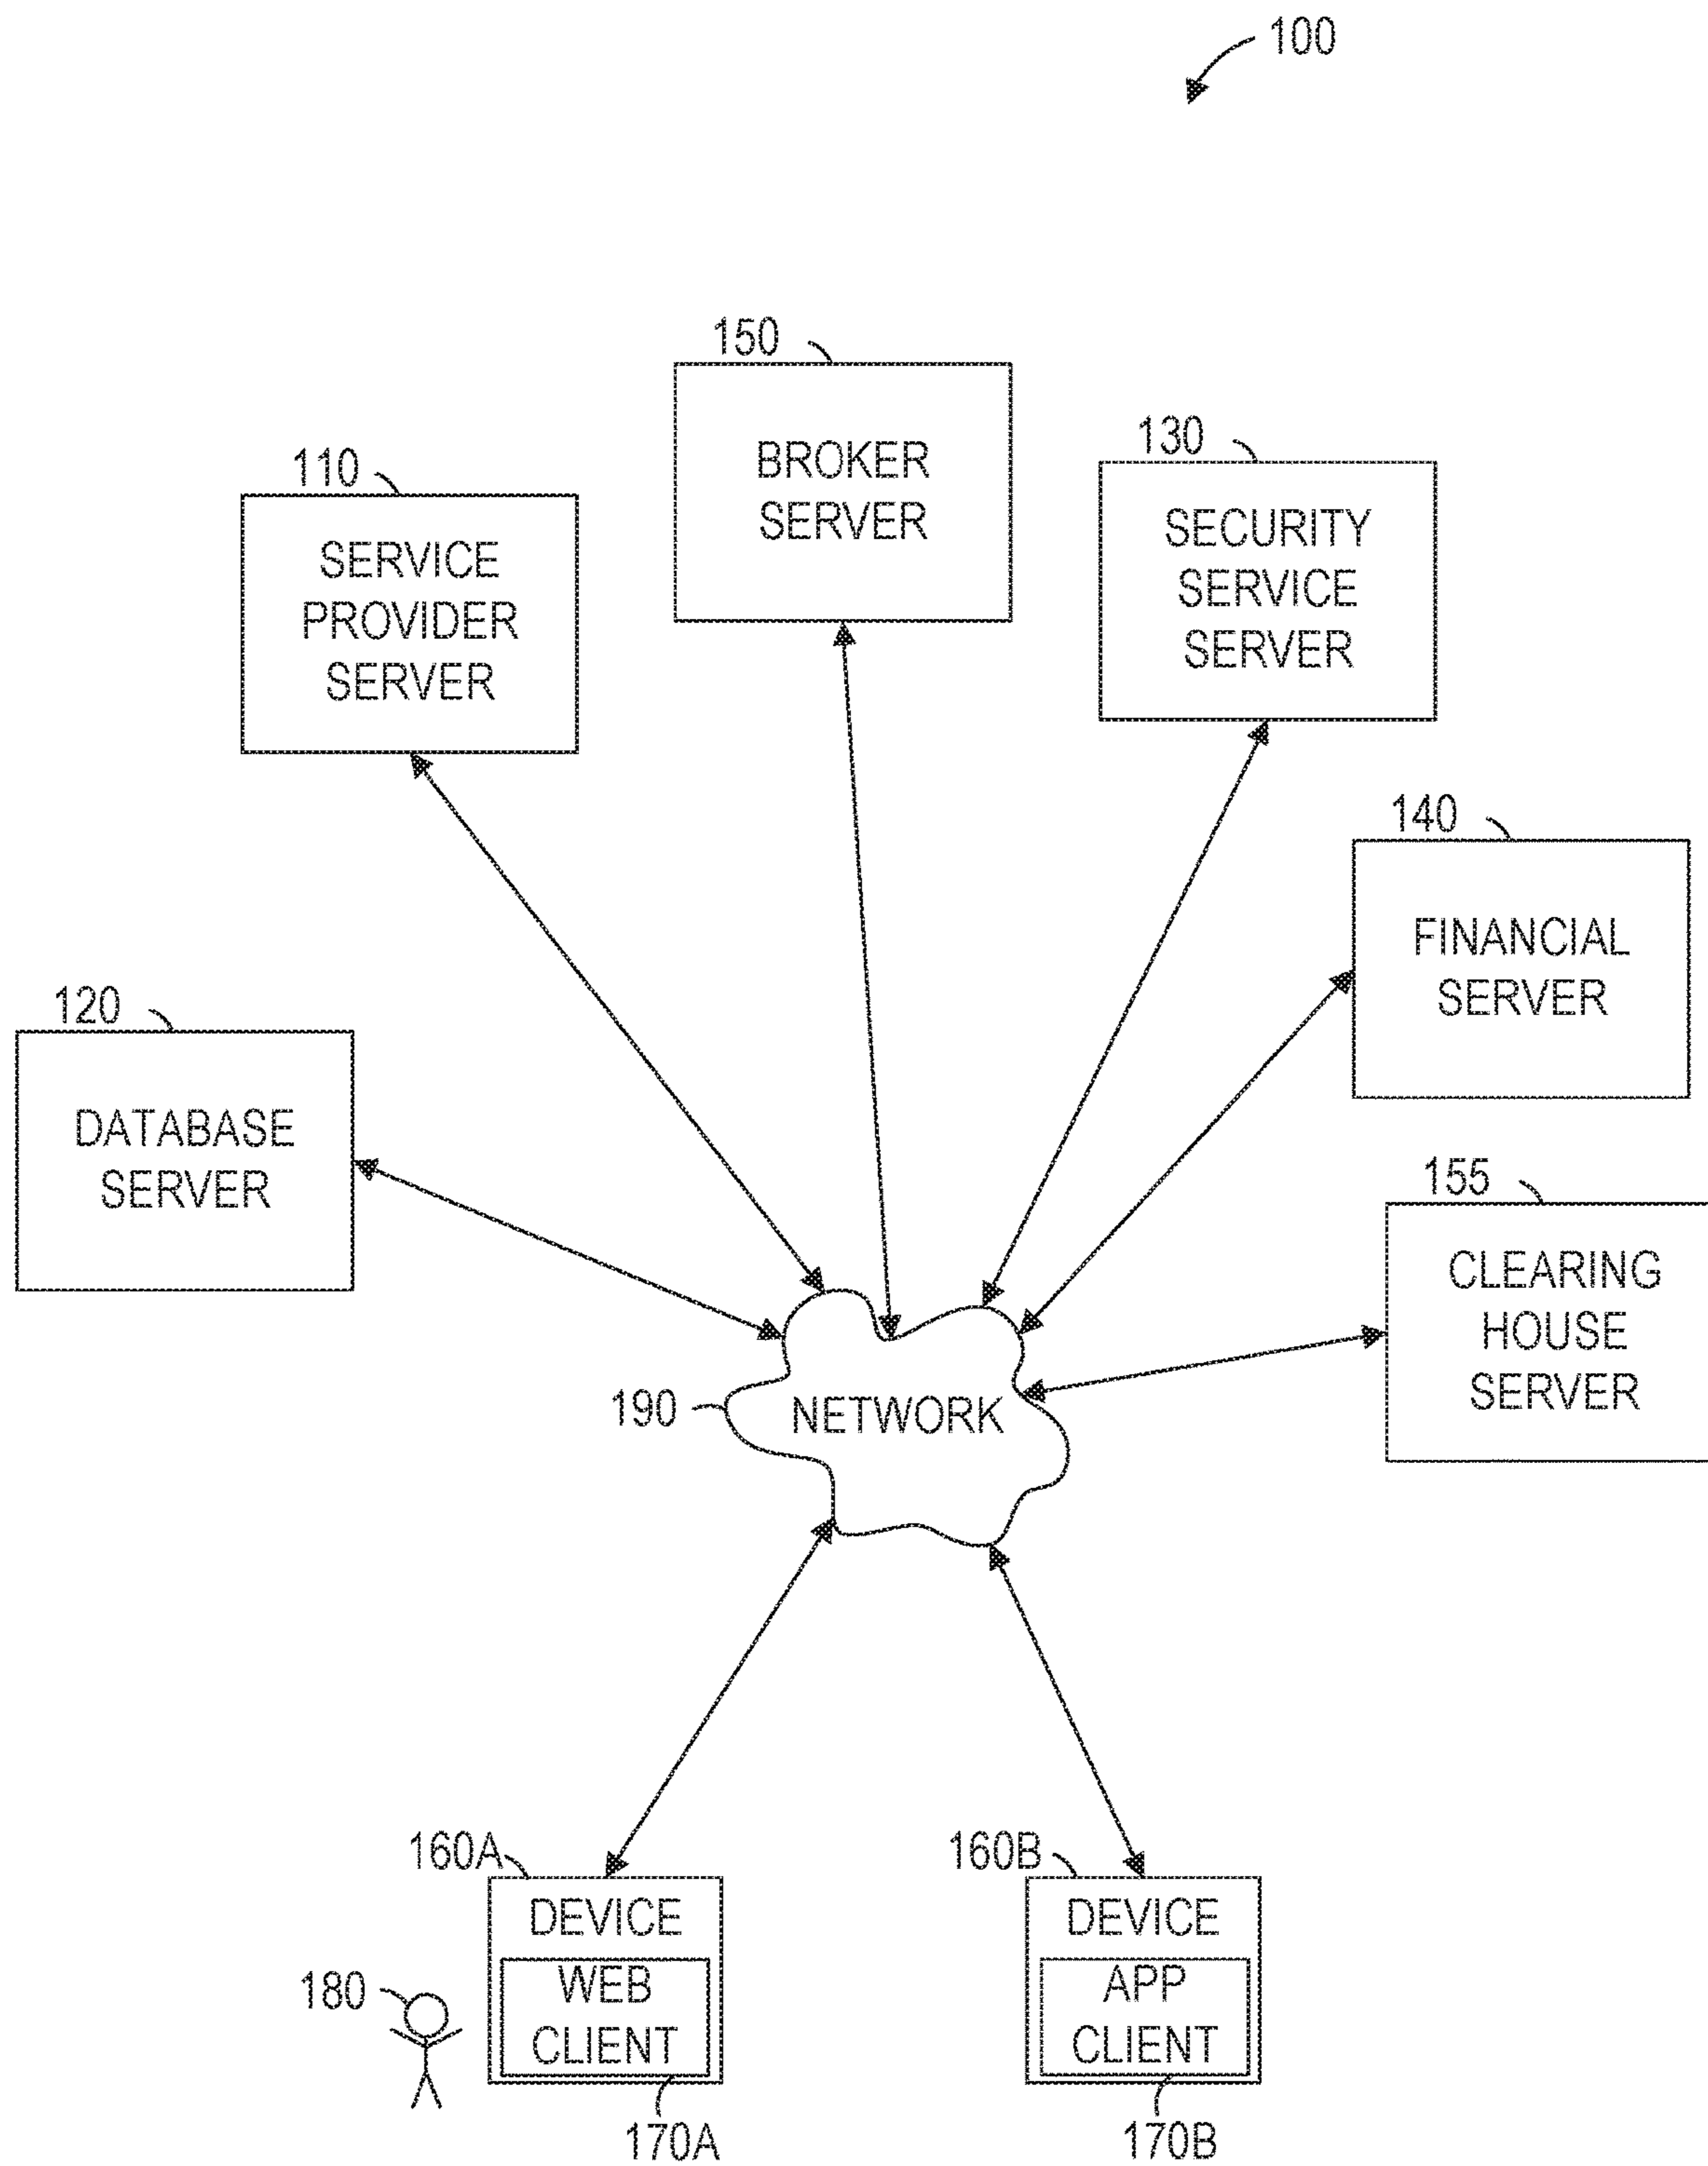 100
150
BROKER
SERVER
130
SECURITY
SERVICE
SERVER
110
SERVICE
PROVIDER
SERVER
140
FINANCIAL
SERVER
120
DATABASE
SERVER
155
CLEARING
HOUSE
SERVER
190
NETWORK
160A
DEVICE
WEB
CLIENT
170A
160B
DEVICE
APP
CLIENT
170B
180